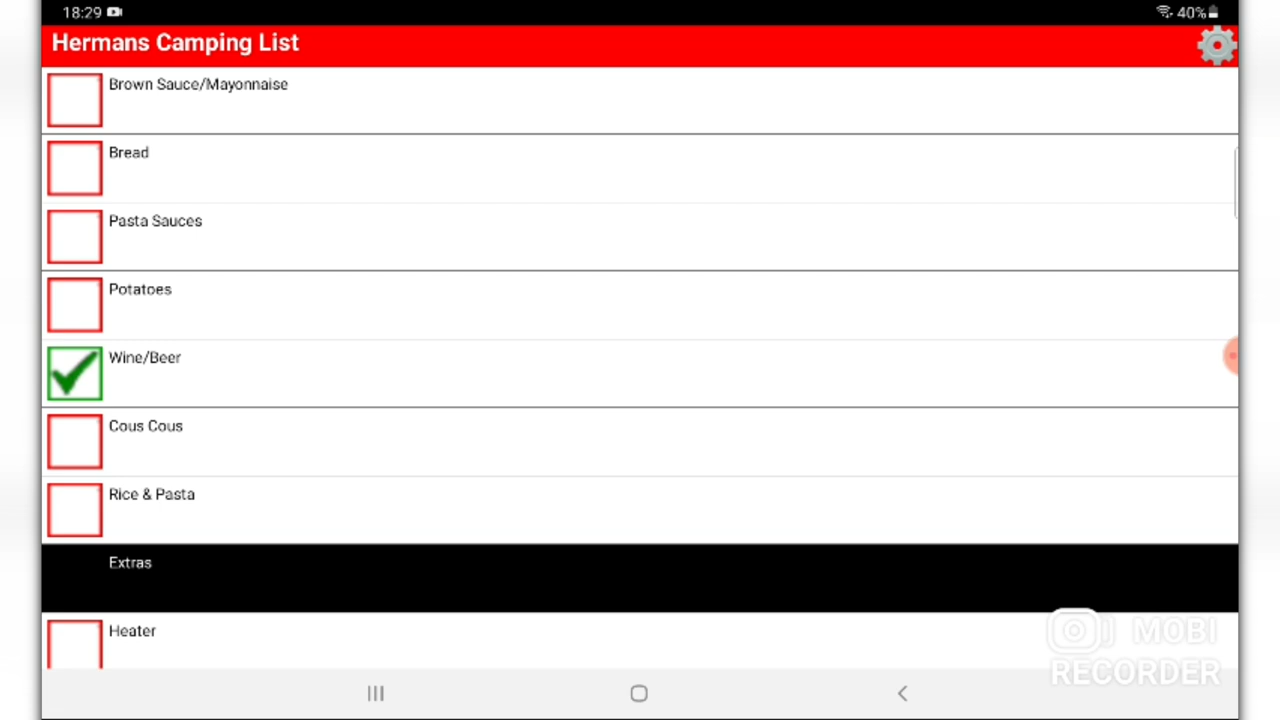 18:29
40%
Hermans Camping List
Brown Sauce/Mayonnaise
Bread
Pasta Sauces
Potatoes
Wine/Beer
Cous Cous
Rice & Pasta
Extras
Heater
MOBI
RECORDER